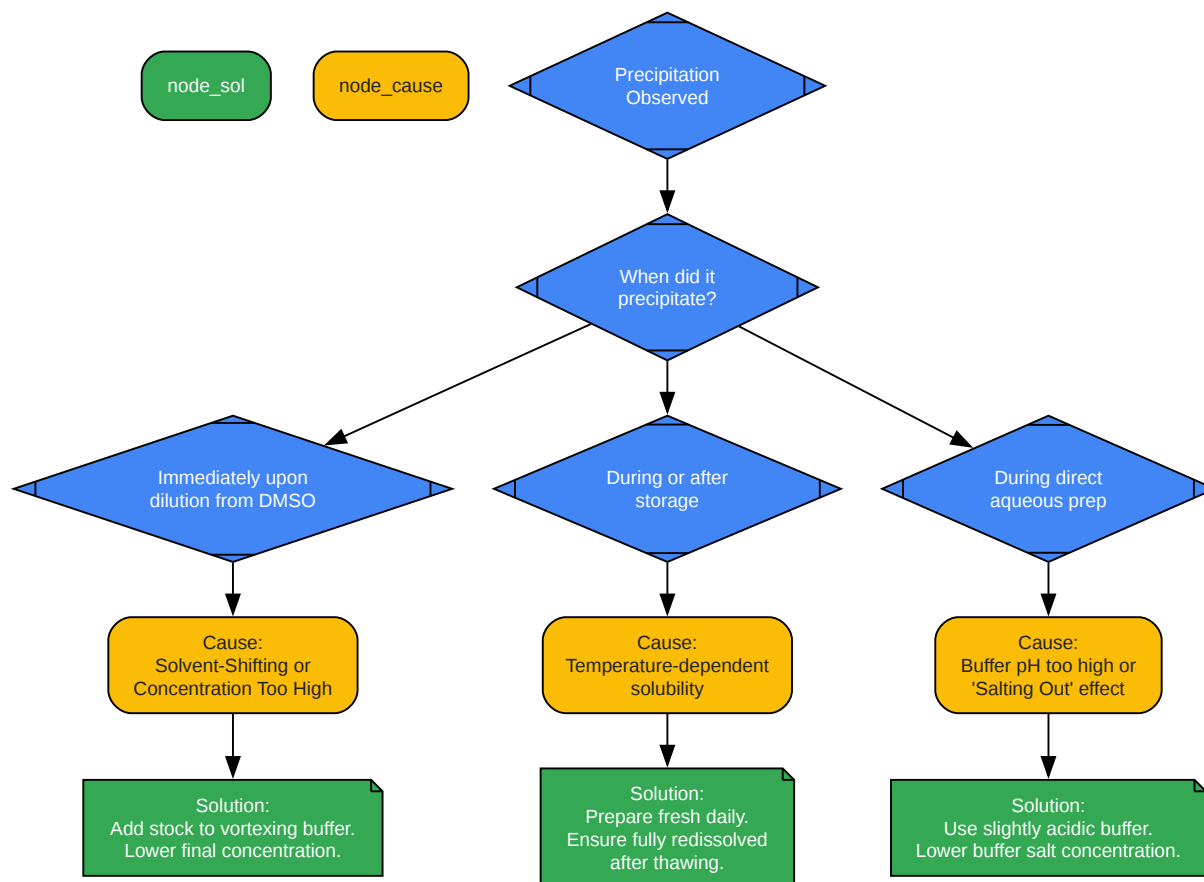 node_sol
node_cause
Precipitation
Observed
When did it
precipitate?
Immediately upon
dilution from DMSO
During or after
storage
During direct
aqueous prep
Cause:
Solvent-Shifting or
Concentration Too High
Cause:
Temperature-dependent
solubility
Cause:
Buffer pH too high or
'Salting Out' effect
Solution:
Add stock to vortexing buffer.
Lower final concentration.
Solution:
Prepare fresh daily.
Ensure fully redissolved
after thawing.
Solution:
Use slightly acidic buffer.
Lower buffer salt concentration.